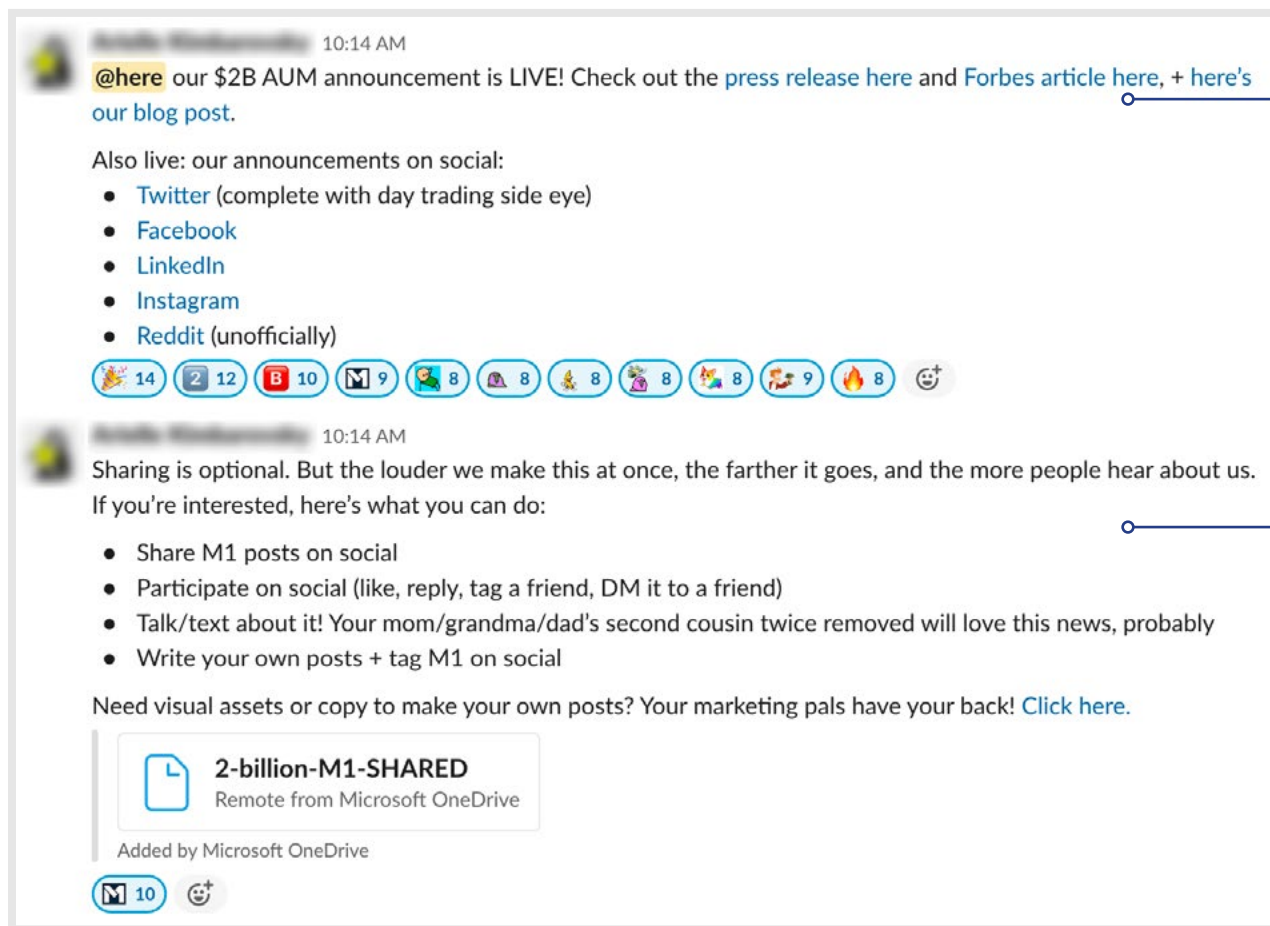 10:14 AM
@here our $2B AUM announcement is LIVE! Check out the press release here and Forbes article here, + here's
our blog post.
Also live: our announcements on social:
● Twitter (complete with day trading side eye)
● Facebook
● LinkedIn
● Instagram
● Reddit (unofficially)
14 2 12 B 10 M 9 8 8 8 8 8 9 8
10:14 AM
Sharing is optional. But the louder we make this at once, the farther it goes, and the more people hear about us.
If you're interested, here's what you can do:
● Share M1 posts on social
● Participate on social (like, reply, tag a friend, DM it to a friend)
● Talk/text about it! Your mom/grandma/dad's second cousin twice removed will love this news, probably
● Write your own posts + tag M1 on social
Need visual assets or copy to make your own posts? Your marketing pals have your back! Click here.
2-billion-M1-SHARED
Remote from Microsoft OneDrive
Added by Microsoft OneDrive
M 10